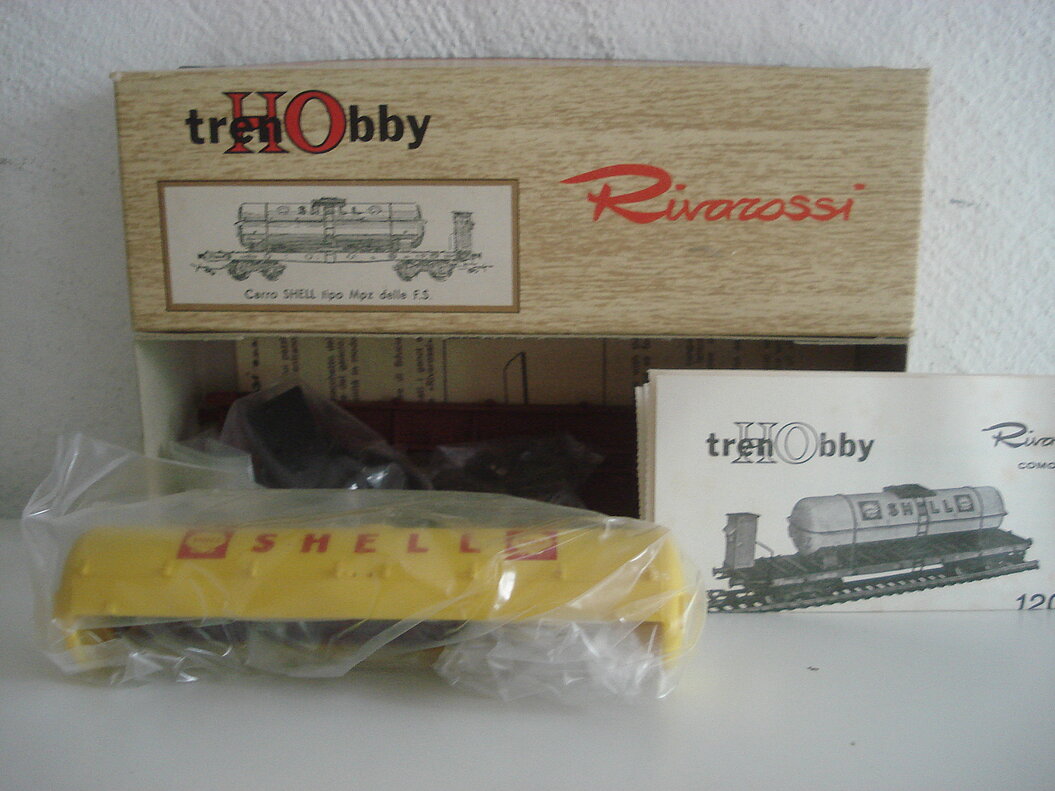 trenHObby
Rivarossi
SHELL
Carro SHELL tipo Mpz delle F.S.
SHELL
trenHObby
Riva
COMO
SHELL
120